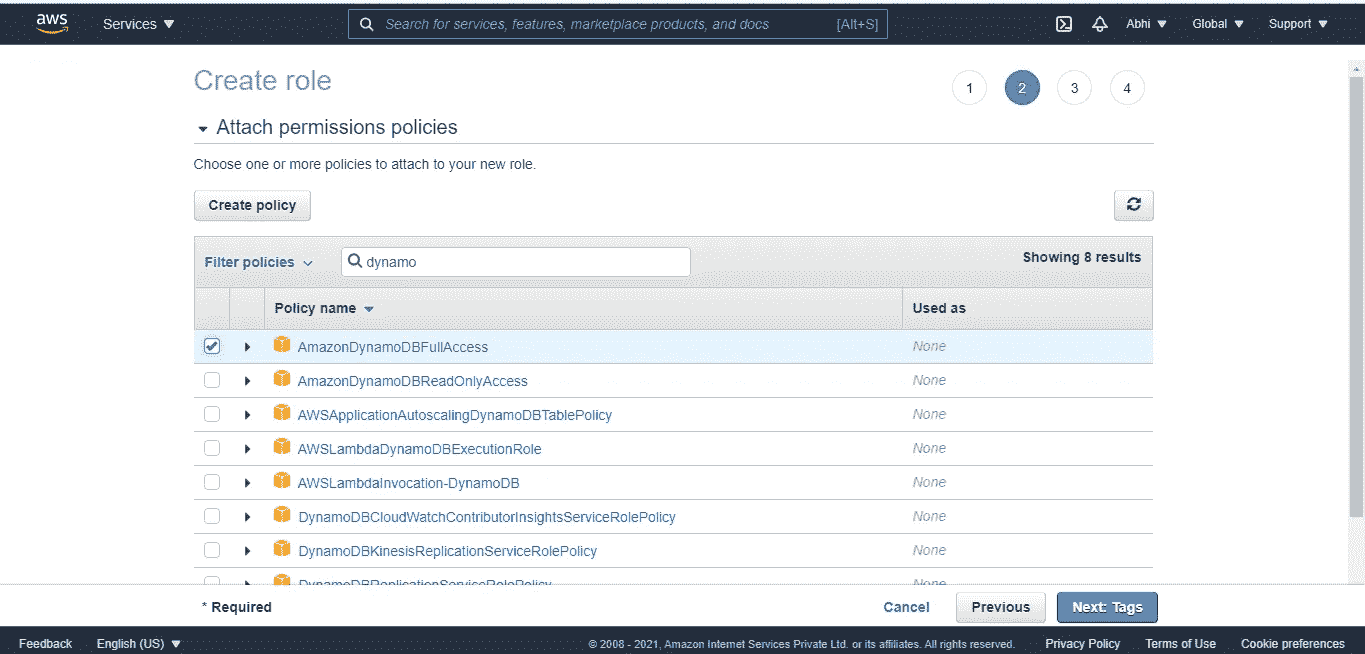 aws Services Search for services, features, marketplace products, and docs [Alt+S] Abhi Global Support
Create role 1 2 3 4
Attach permissions policies
Choose one or more policies to attach to your new role.
Create policy
Filter policies dynamo Showing 8 results
Policy name Used as
AmazonDynamoDBFullAccess None
AmazonDynamoDBReadOnlyAccess None
AWSApplicationAutoscalingDynamoDBTablePolicy None
AWSLambdaDynamoDBExecutionRole None
AWSLambdaInvocation-DynamoDB None
DynamoDBCloudWatchContributorInsightsServiceRolePolicy None
DynamoDBKinesisReplicationServiceRolePolicy None
DynamoDBReplicationServiceRolePolicy None
* Required Cancel Previous Next: Tags
Feedback English (US) © 2008 - 2021, Amazon Internet Services Private Ltd. or its affiliates. All rights reserved. Privacy Policy Terms of Use Cookie preferences